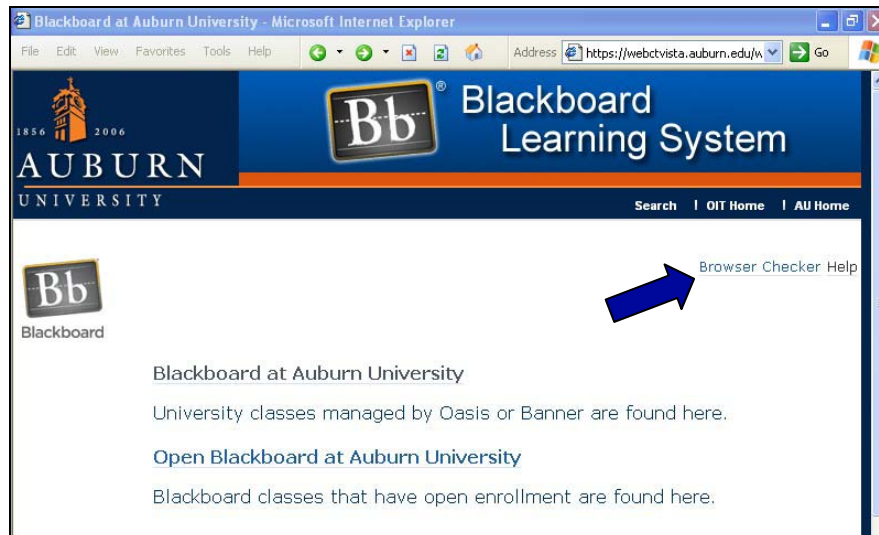 Blackboard at Auburn University - Microsoft Internet Explorer
File Edit View Favorites Tools Help Address https://webctvista.auburn.edu/w Go
1856 2006
AUBURN
UNIVERSITY
Bb ® Blackboard
Learning System
Search | OIT Home | AU Home
Browser Checker Help
Bb
Blackboard
Blackboard at Auburn University
University classes managed by Oasis or Banner are found here.
Open Blackboard at Auburn University
Blackboard classes that have open enrollment are found here.